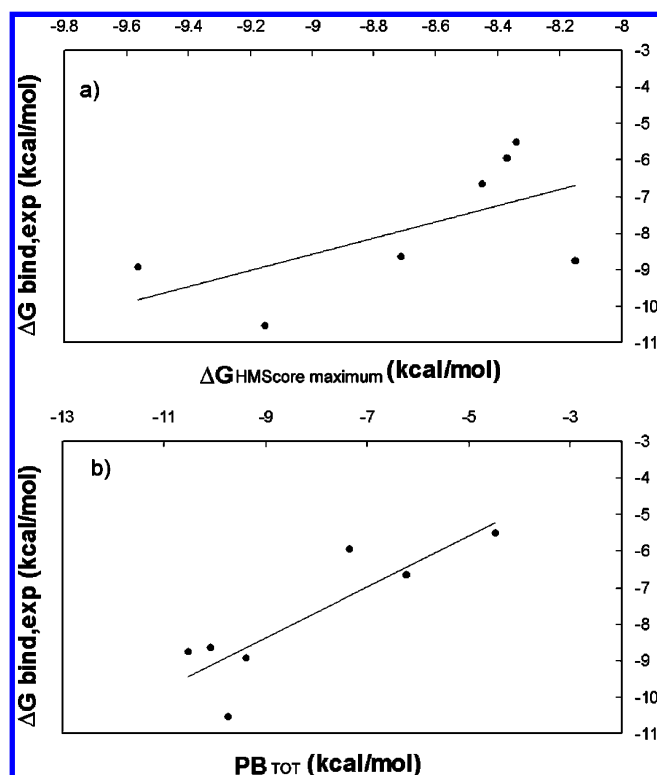 -9.8 -9.6 -9.4 -9.2 -9 -8.8 -8.6 -8.4 -8.2 -8
a)
ΔG bind,exp (kcal/mol)
-3
-4
-5
-6
-7
-8
-9
-10
-11
ΔG HMScore maximum (kcal/mol)
-13 -11 -9 -7 -5 -3
b)
ΔG bind,exp (kcal/mol)
-3
-4
-5
-6
-7
-8
-9
-10
-11
PB TOT (kcal/mol)